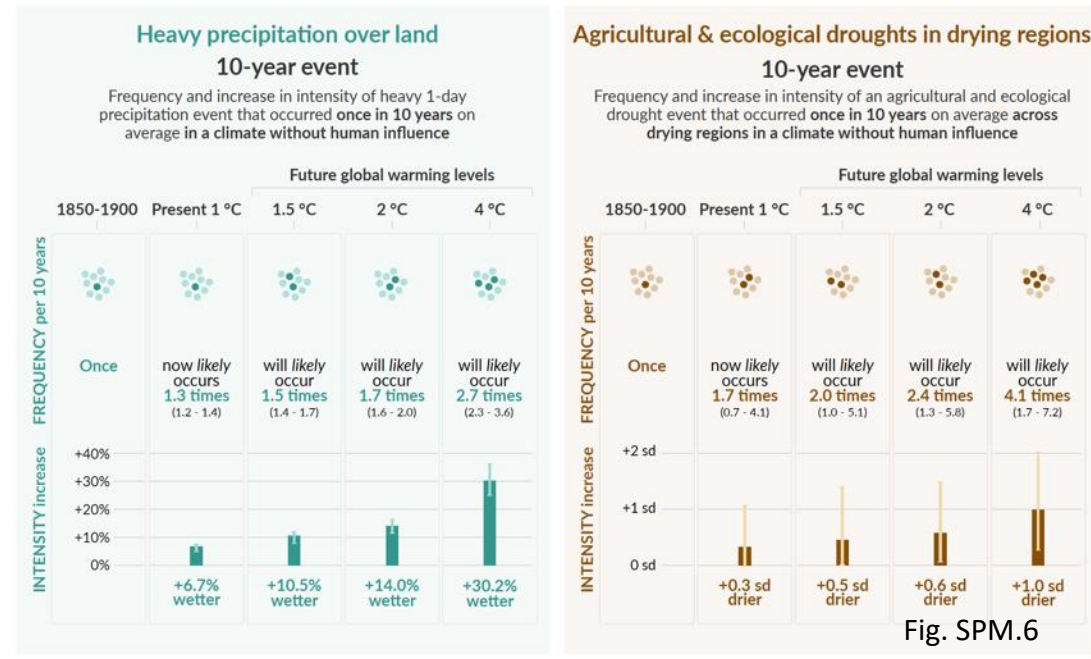 Heavy precipitation over land
10-year event
Frequency and increase in intensity of heavy 1-day
precipitation event that occurred once in 10 years on
average in a climate without human influence
Future global warming levels
1850-1900 Present 1 °C 1.5 °C 2 °C 4 °C
FREQUENCY per 10 years
Once now likely will likely will likely will likely
occurs occur occur occur
1.3 times 1.5 times 1.7 times 2.7 times
(1.2 - 1.4) (1.4 - 1.7) (1.6 - 2.0) (2.3 - 3.6)
INTENSITY increase
+40%
+30%
+20%
+10%
0%
+6.7% +10.5% +14.0% +30.2%
wetter wetter wetter wetter
Agricultural & ecological droughts in drying regions
10-year event
Frequency and increase in intensity of an agricultural and ecological
drought event that occurred once in 10 years on average across
drying regions in a climate without human influence
Future global warming levels
1850-1900 Present 1 °C 1.5 °C 2 °C 4 °C
FREQUENCY per 10 years
Once now likely will likely will likely will likely
occurs occur occur occur
1.7 times 2.0 times 2.4 times 4.1 times
(0.7 - 4.1) (1.0 - 5.1) (1.3 - 5.8) (1.7 - 7.2)
INTENSITY increase
+2 sd
+1 sd
0 sd
+0.3 sd +0.5 sd +0.6 sd +1.0 sd
drier drier drier drier
Fig. SPM.6